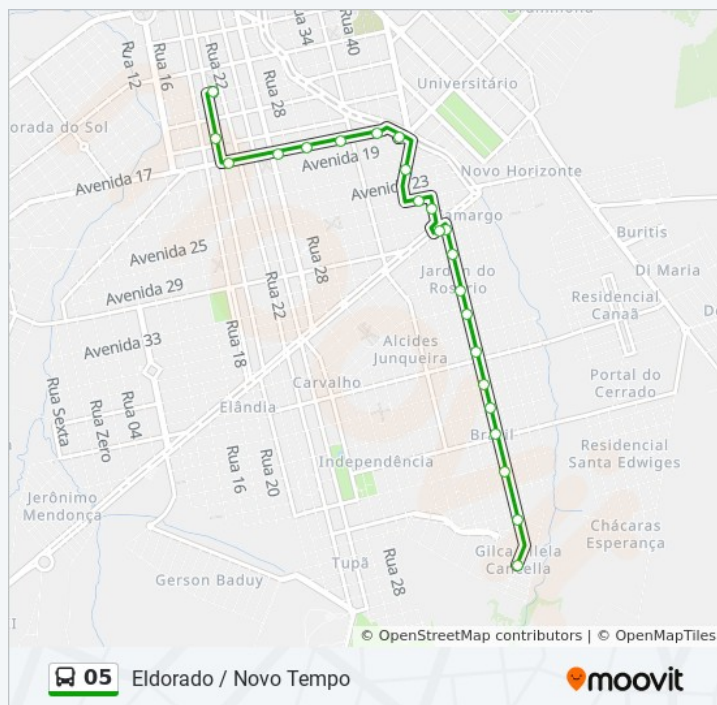 Drummond
Rua 34
Rua 40
Rua 22
Rua 16
Rua 12
Rua 28
Universitário
orada do Sol
Avenida 19
Novo Horizonte
Avenida 17
Avenida 23
amargo
Buritis
Avenida 25
Rua 28
Di Maria
Jardim do
Rosário
Rua 22
Avenida 29
Residencial
Canaã
Rua 18
Alcides
Junqueira
Avenida 33
Portal do
Cerrado
Carvalho
Rua Sexta
Rua Zero
Rua 04
Elândia
Brasil
Residencial
Santa Edwiges
Independência
Rua 16
Rua 20
Jerônimo
Mendonça
Chácaras
Esperança
Gilca
lela
Cancella
Tupã
Rua 28
Gerson Baduy
© OpenStreetMap contributors | © OpenMapTiles
05 Eldorado / Novo Tempo
moovit